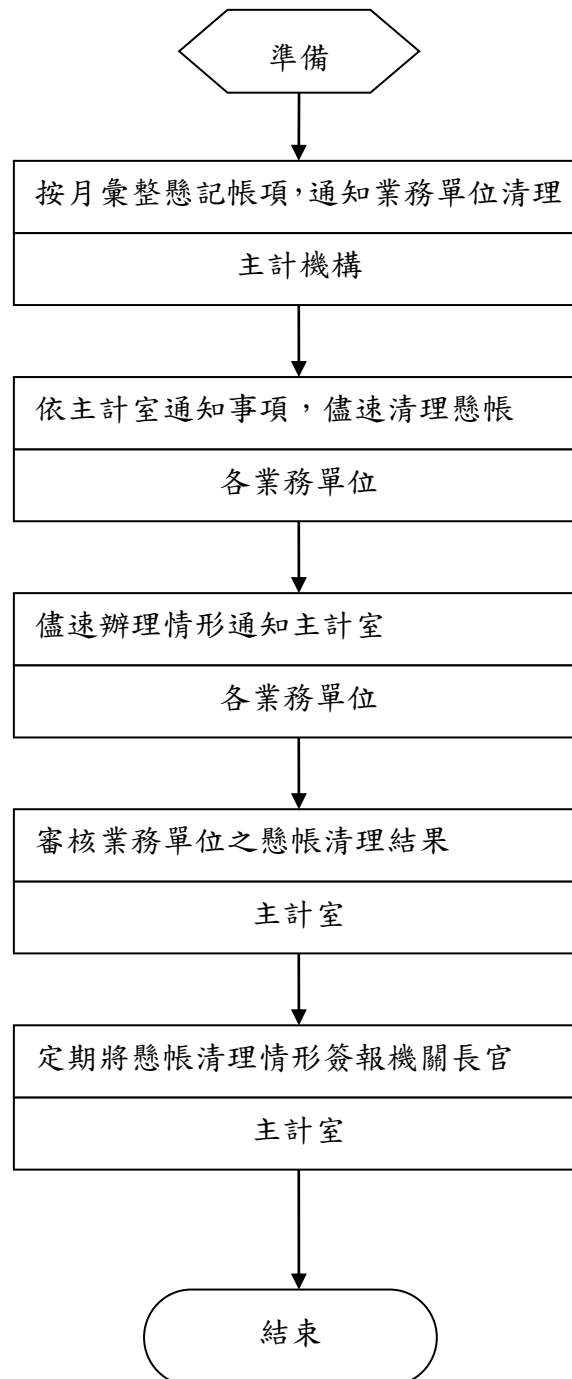 準備
按月彙整懸記帳項，通知業務單位清理
主計機構
依主計室通知事項，儘速清理懸帳
各業務單位
儘速辦理情形通知主計室
各業務單位
審核業務單位之懸帳清理結果
主計室
定期將懸帳清理情形簽報機關長官
主計室
結束